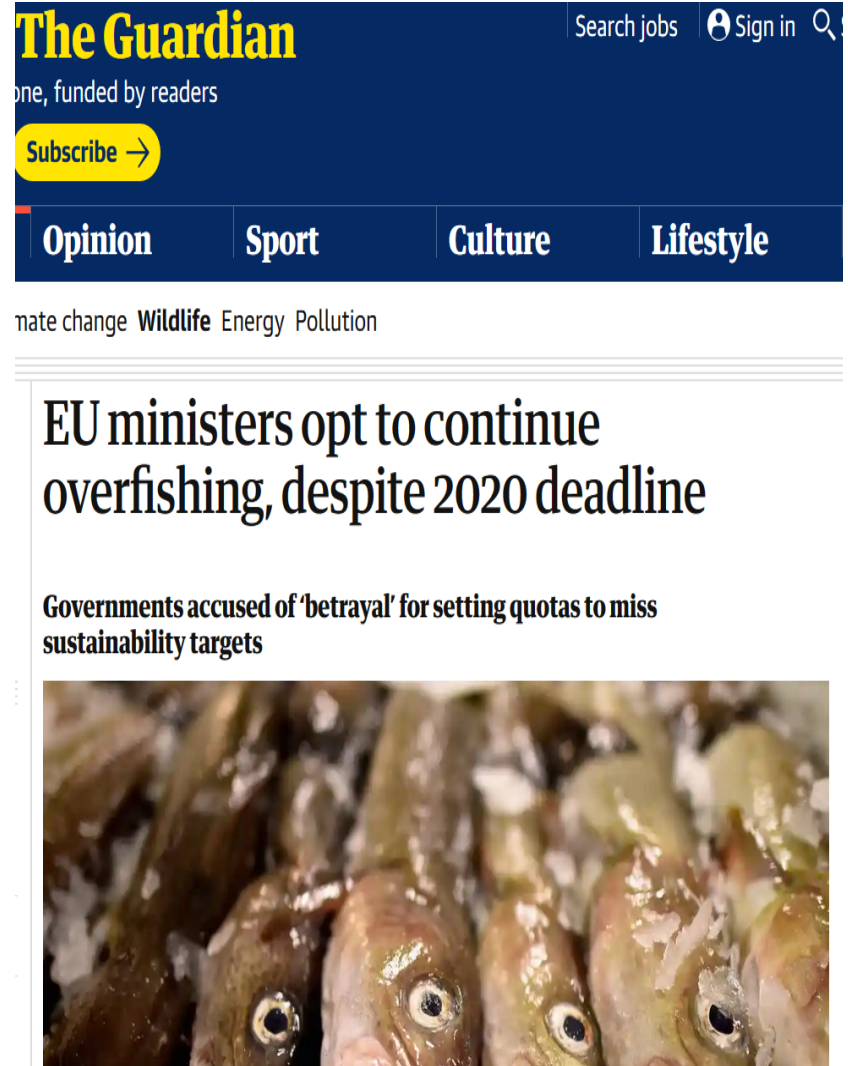 The Guardian
Search jobs
Sign in
one, funded by readers
Subscribe
Opinion
Sport
Culture
Lifestyle
mate change Wildlife Energy Pollution
EU ministers opt to continue
overfishing, despite 2020 deadline
Governments accused of ‘betrayal’ for setting quotas to miss
sustainability targets